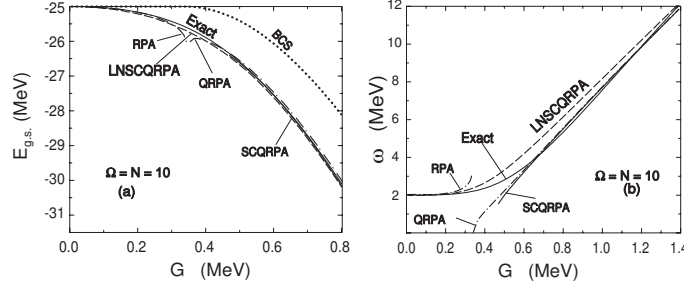 -25
-26
-27
-28
-29
-30
-31
E g.s. (MeV)
Exact
BCS
RPA
LNSCQRPA
QRPA
SCQRPA
Ω = N = 10
(a)
0.0 0.2 0.4 0.6 0.8
G (MeV)
12
10
8
6
4
2
ω (MeV)
LNSCQRPA
Exact
RPA
Ω = N = 10
QRPA
SCQRPA
(b)
0.0 0.2 0.4 0.6 0.8 1.0 1.2 1.4
G (MeV)